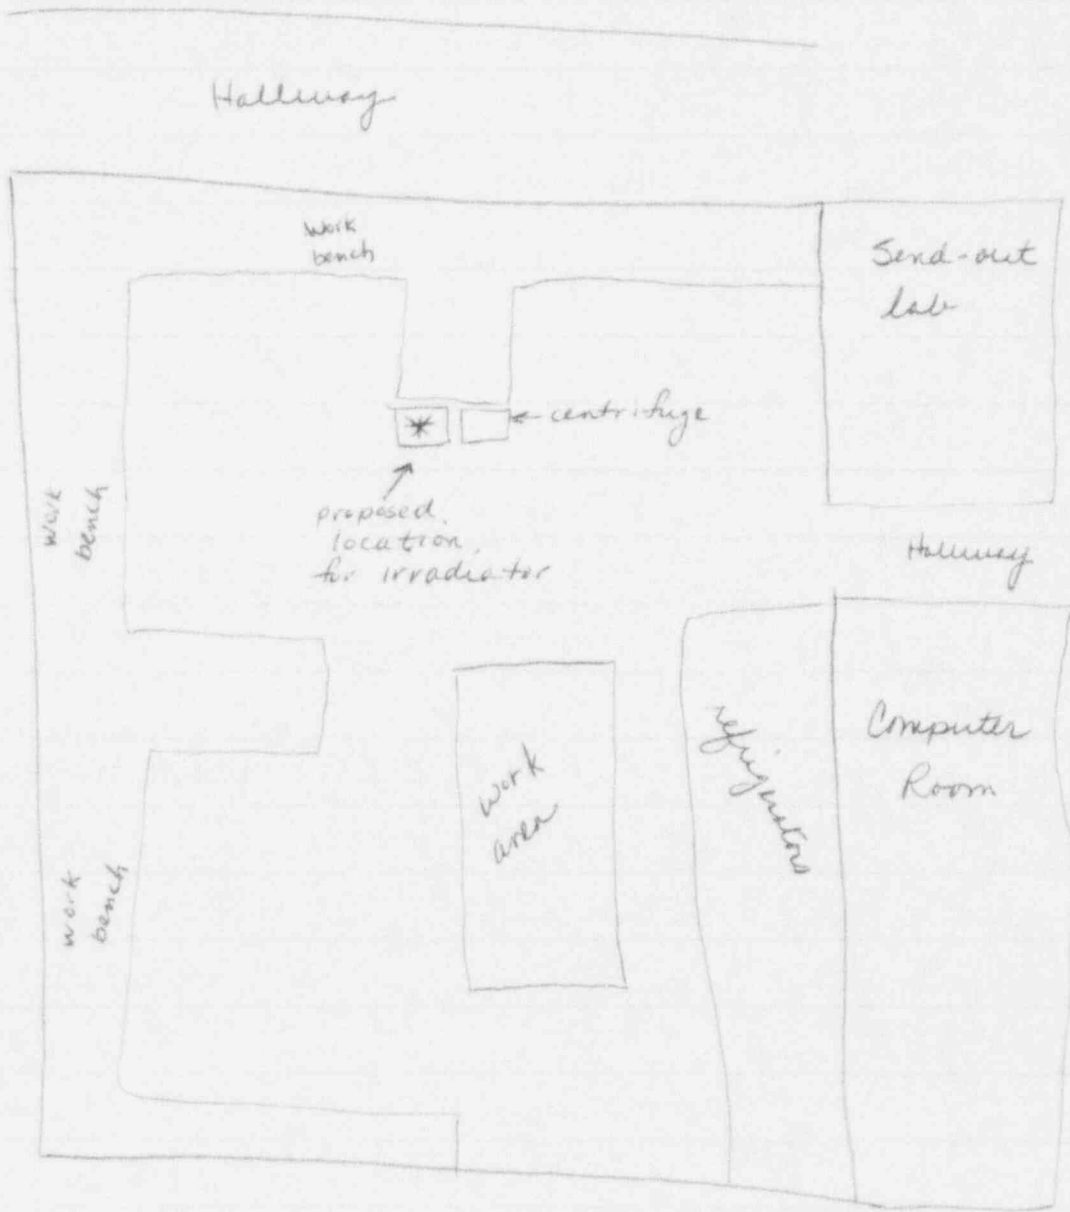 Hallway
work
bench
Send-out
lab
centrifuge
*
proposed
location
for irradiator
work
bench
Hallway
work
area
refrigerators
Computer
Room
work
bench